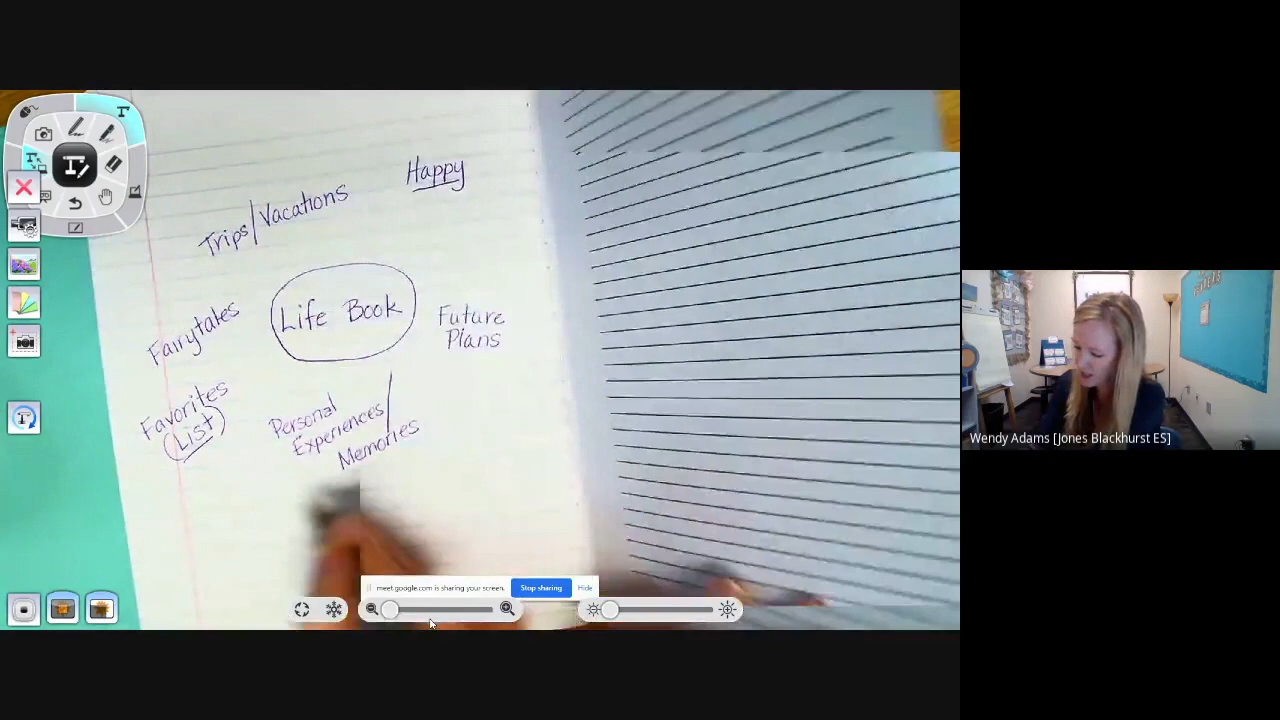 Happy
Trips/Vacations
Life Book
Fairytales
Future
Plans
Favorites
List
Personal
Experiences/
Memories
meet.google.com is sharing your screen.
Stop sharing
Hide
Wendy Adams [Jones Blackhurst ES]